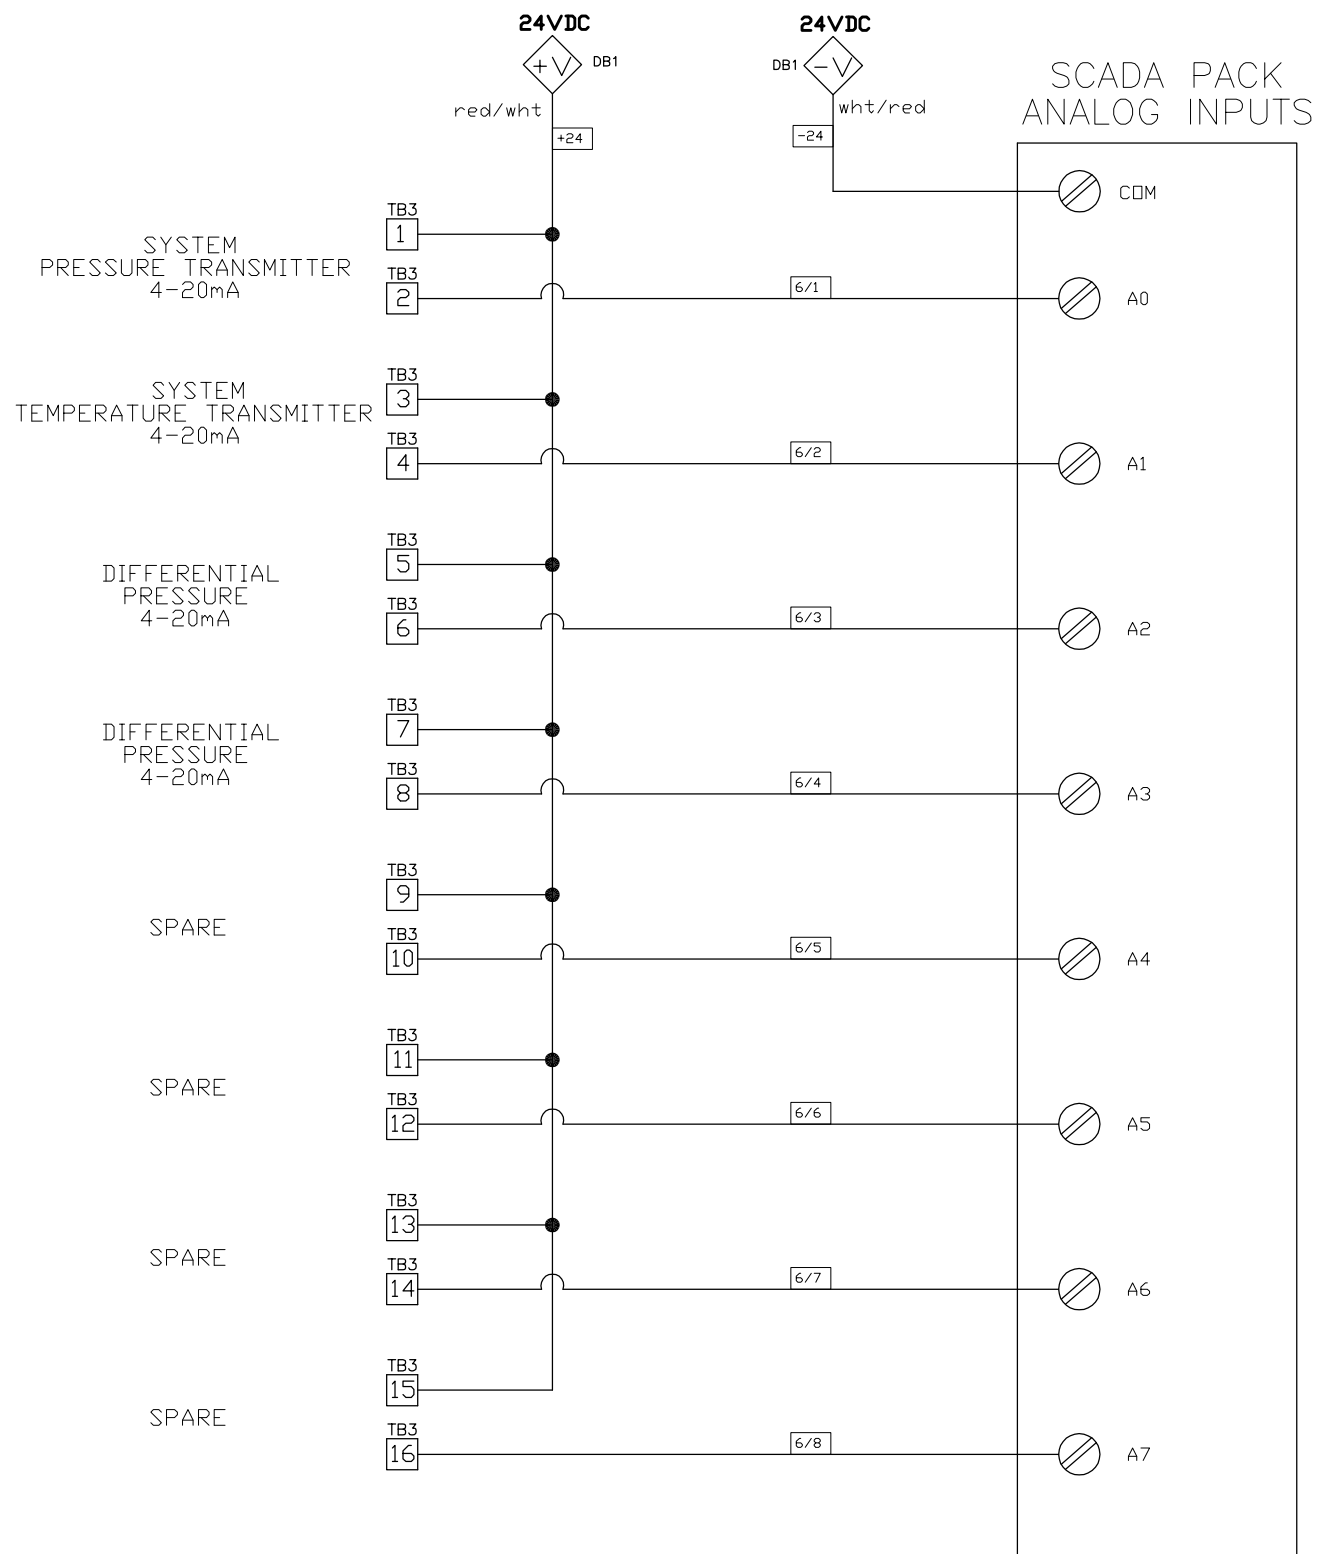 24VDC
+V
DB1
red/wht
+24
24VDC
DB1
-V
wht/red
-24
SCADA PACK
ANALOG INPUTS
COM
TB3
1
SYSTEM
PRESSURE TRANSMITTER
4-20mA
TB3
2
6/1
A0
TB3
3
SYSTEM
TEMPERATURE TRANSMITTER
4-20mA
TB3
4
6/2
A1
TB3
5
DIFFERENTIAL
PRESSURE
4-20mA
TB3
6
6/3
A2
TB3
7
DIFFERENTIAL
PRESSURE
4-20mA
TB3
8
6/4
A3
TB3
9
SPARE
TB3
10
6/5
A4
TB3
11
SPARE
TB3
12
6/6
A5
TB3
13
SPARE
TB3
14
6/7
A6
TB3
15
SPARE
TB3
16
6/8
A7